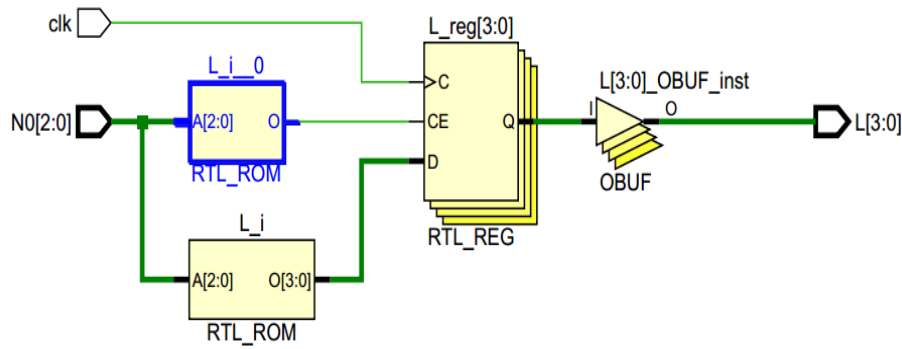 clk
L_reg[3:0]
L_i__0
L[3:0]_OBUF_inst
C
N0[2:0]
A[2:0]
O
CE
Q
I
O
L[3:0]
RTL_ROM
D
OBUF
L_i
RTL_REG
A[2:0]
O[3:0]
RTL_ROM